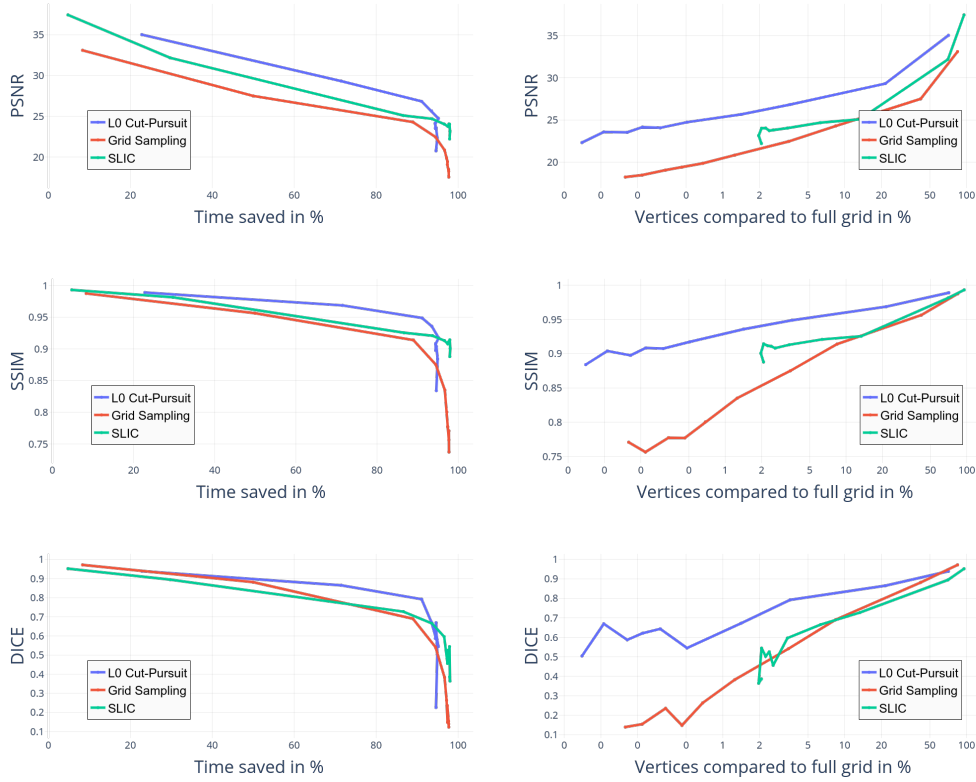 PSNR
35
30
25
20
L0 Cut-Pursuit
Grid Sampling
SLIC
0 20 40 60 80 100
Time saved in %
PSNR
35
30
25
20
L0 Cut-Pursuit
Grid Sampling
SLIC
0 0 0 0 1 2 5 10 20 50 100
Vertices compared to full grid in %
SSIM
1
0.95
0.9
0.85
0.8
0.75
L0 Cut-Pursuit
Grid Sampling
SLIC
0 20 40 60 80 100
Time saved in %
SSIM
1
0.95
0.9
0.85
0.8
0.75
L0 Cut-Pursuit
Grid Sampling
SLIC
0 0 0 0 1 2 5 10 20 50 100
Vertices compared to full grid in %
DICE
1
0.9
0.8
0.7
0.6
0.5
0.4
0.3
0.2
0.1
L0 Cut-Pursuit
Grid Sampling
SLIC
0 20 40 60 80 100
Time saved in %
DICE
1
0.9
0.8
0.7
0.6
0.5
0.4
0.3
0.2
0.1
L0 Cut-Pursuit
Grid Sampling
SLIC
0 0 0 0 1 2 5 10 20 50 100
Vertices compared to full grid in %